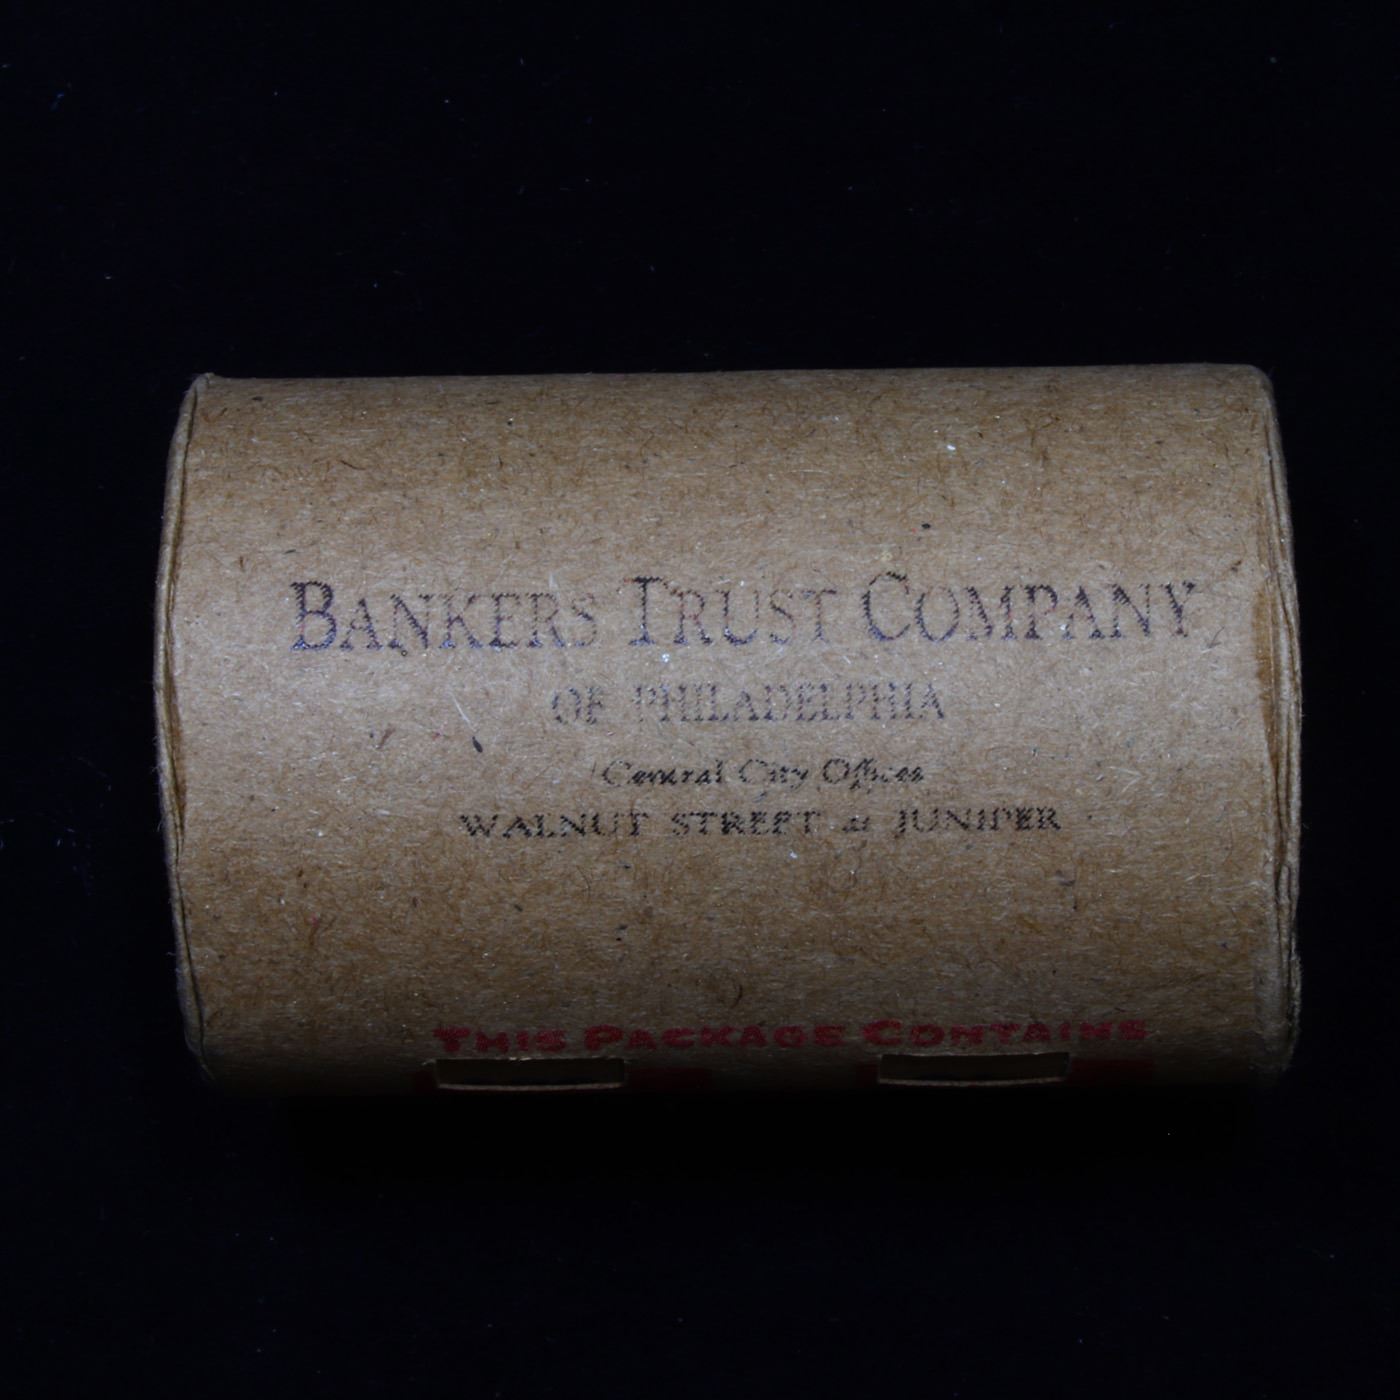 BANKERS TRUST COMPANY
OF PHILADELPHIA
Central City Offices
WALNUT STREET at JUNIPER
THIS PACKAGE CONTAINS